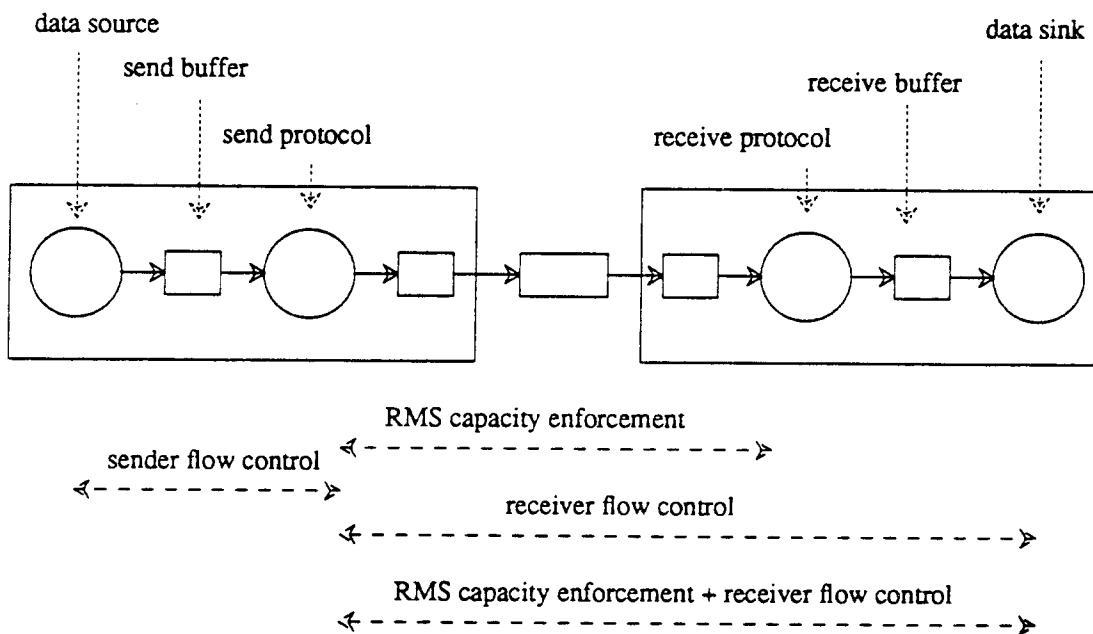 data source
data sink
send buffer
receive buffer
send protocol
receive protocol
RMS capacity enforcement
sender flow control
receiver flow control
RMS capacity enforcement + receiver flow control